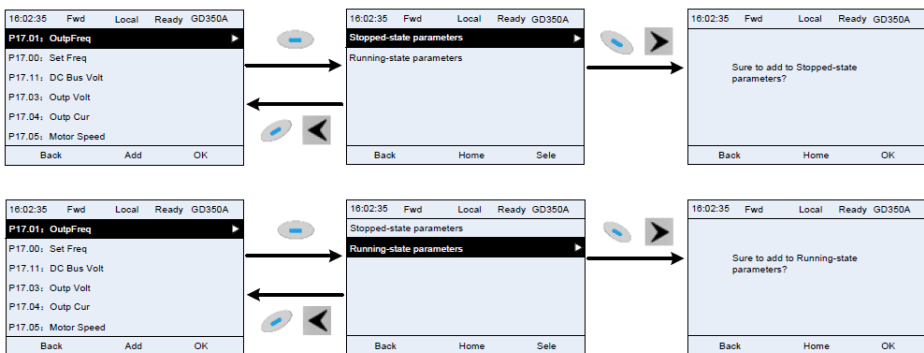 16:02:35 Fwd Local Ready GD350A
P17.01: OutpFreq
P17.00: Set Freq
P17.11: DC Bus Volt
P17.03: Outp Volt
P17.04: Outp Cur
P17.05: Motor Speed
Back Add OK
16:02:35 Fwd Local Ready GD350A
Stopped-state parameters
Running-state parameters
Back Home Sele
16:02:35 Fwd Local Ready GD350A
Sure to add to Stopped-state
parameters?
Back Home OK
16:02:35 Fwd Local Ready GD350A
P17.01: OutpFreq
P17.00: Set Freq
P17.11: DC Bus Volt
P17.03: Outp Volt
P17.04: Outp Cur
P17.05: Motor Speed
Back Add OK
16:02:35 Fwd Local Ready GD350A
Stopped-state parameters
Running-state parameters
Back Home Sele
16:02:35 Fwd Local Ready GD350A
Sure to add to Running-state
parameters?
Back Home OK